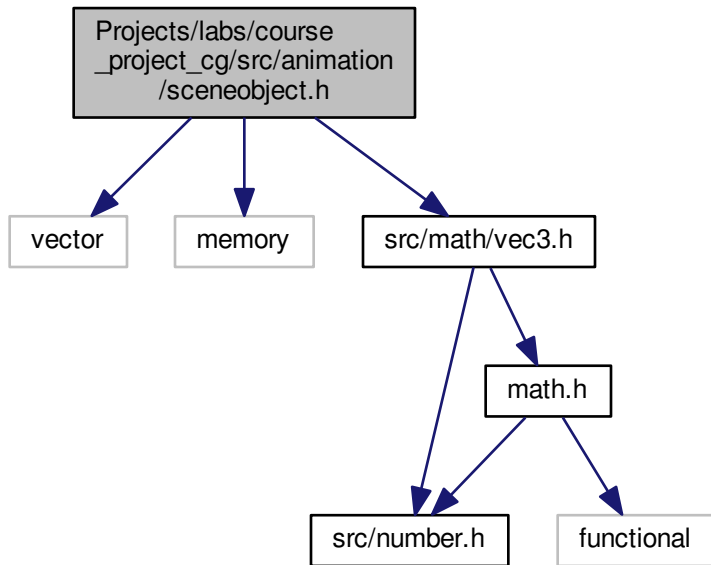 Projects/labs/course
_project_cg/src/animation
/sceneobject.h
vector
memory
src/math/vec3.h
math.h
src/number.h
functional